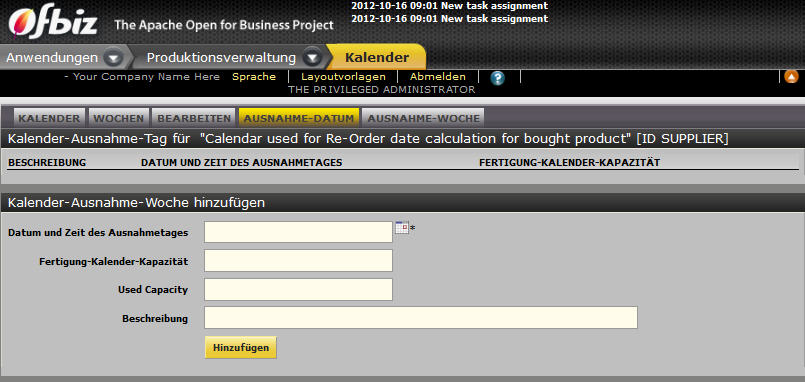 2012-10-16 09:01 New task assignment
2012-10-16 09:01 New task assignment
Ofbiz The Apache Open for Business Project
Anwendungen Produktionsverwaltung Kalender
- Your Company Name Here Sprache Layoutvorlagen Abmelden ?
THE PRIVILEGED ADMINISTRATOR
KALENDER WOCHEN BEARBEITEN AUSNAHME-DATUM AUSNAHME-WOCHE
Kalender-Ausnahme-Tag für "Calendar used for Re-Order date calculation for bought product" [ID SUPPLIER]
BESCHREIBUNG DATUM UND ZEIT DES AUSNAHMETAGES FERTIGUNG-KALENDER-KAPAZITÄT
Kalender-Ausnahme-Woche hinzufügen
Datum und Zeit des Ausnahmetages *
Fertigung-Kalender-Kapazität
Used Capacity
Beschreibung
Hinzufügen